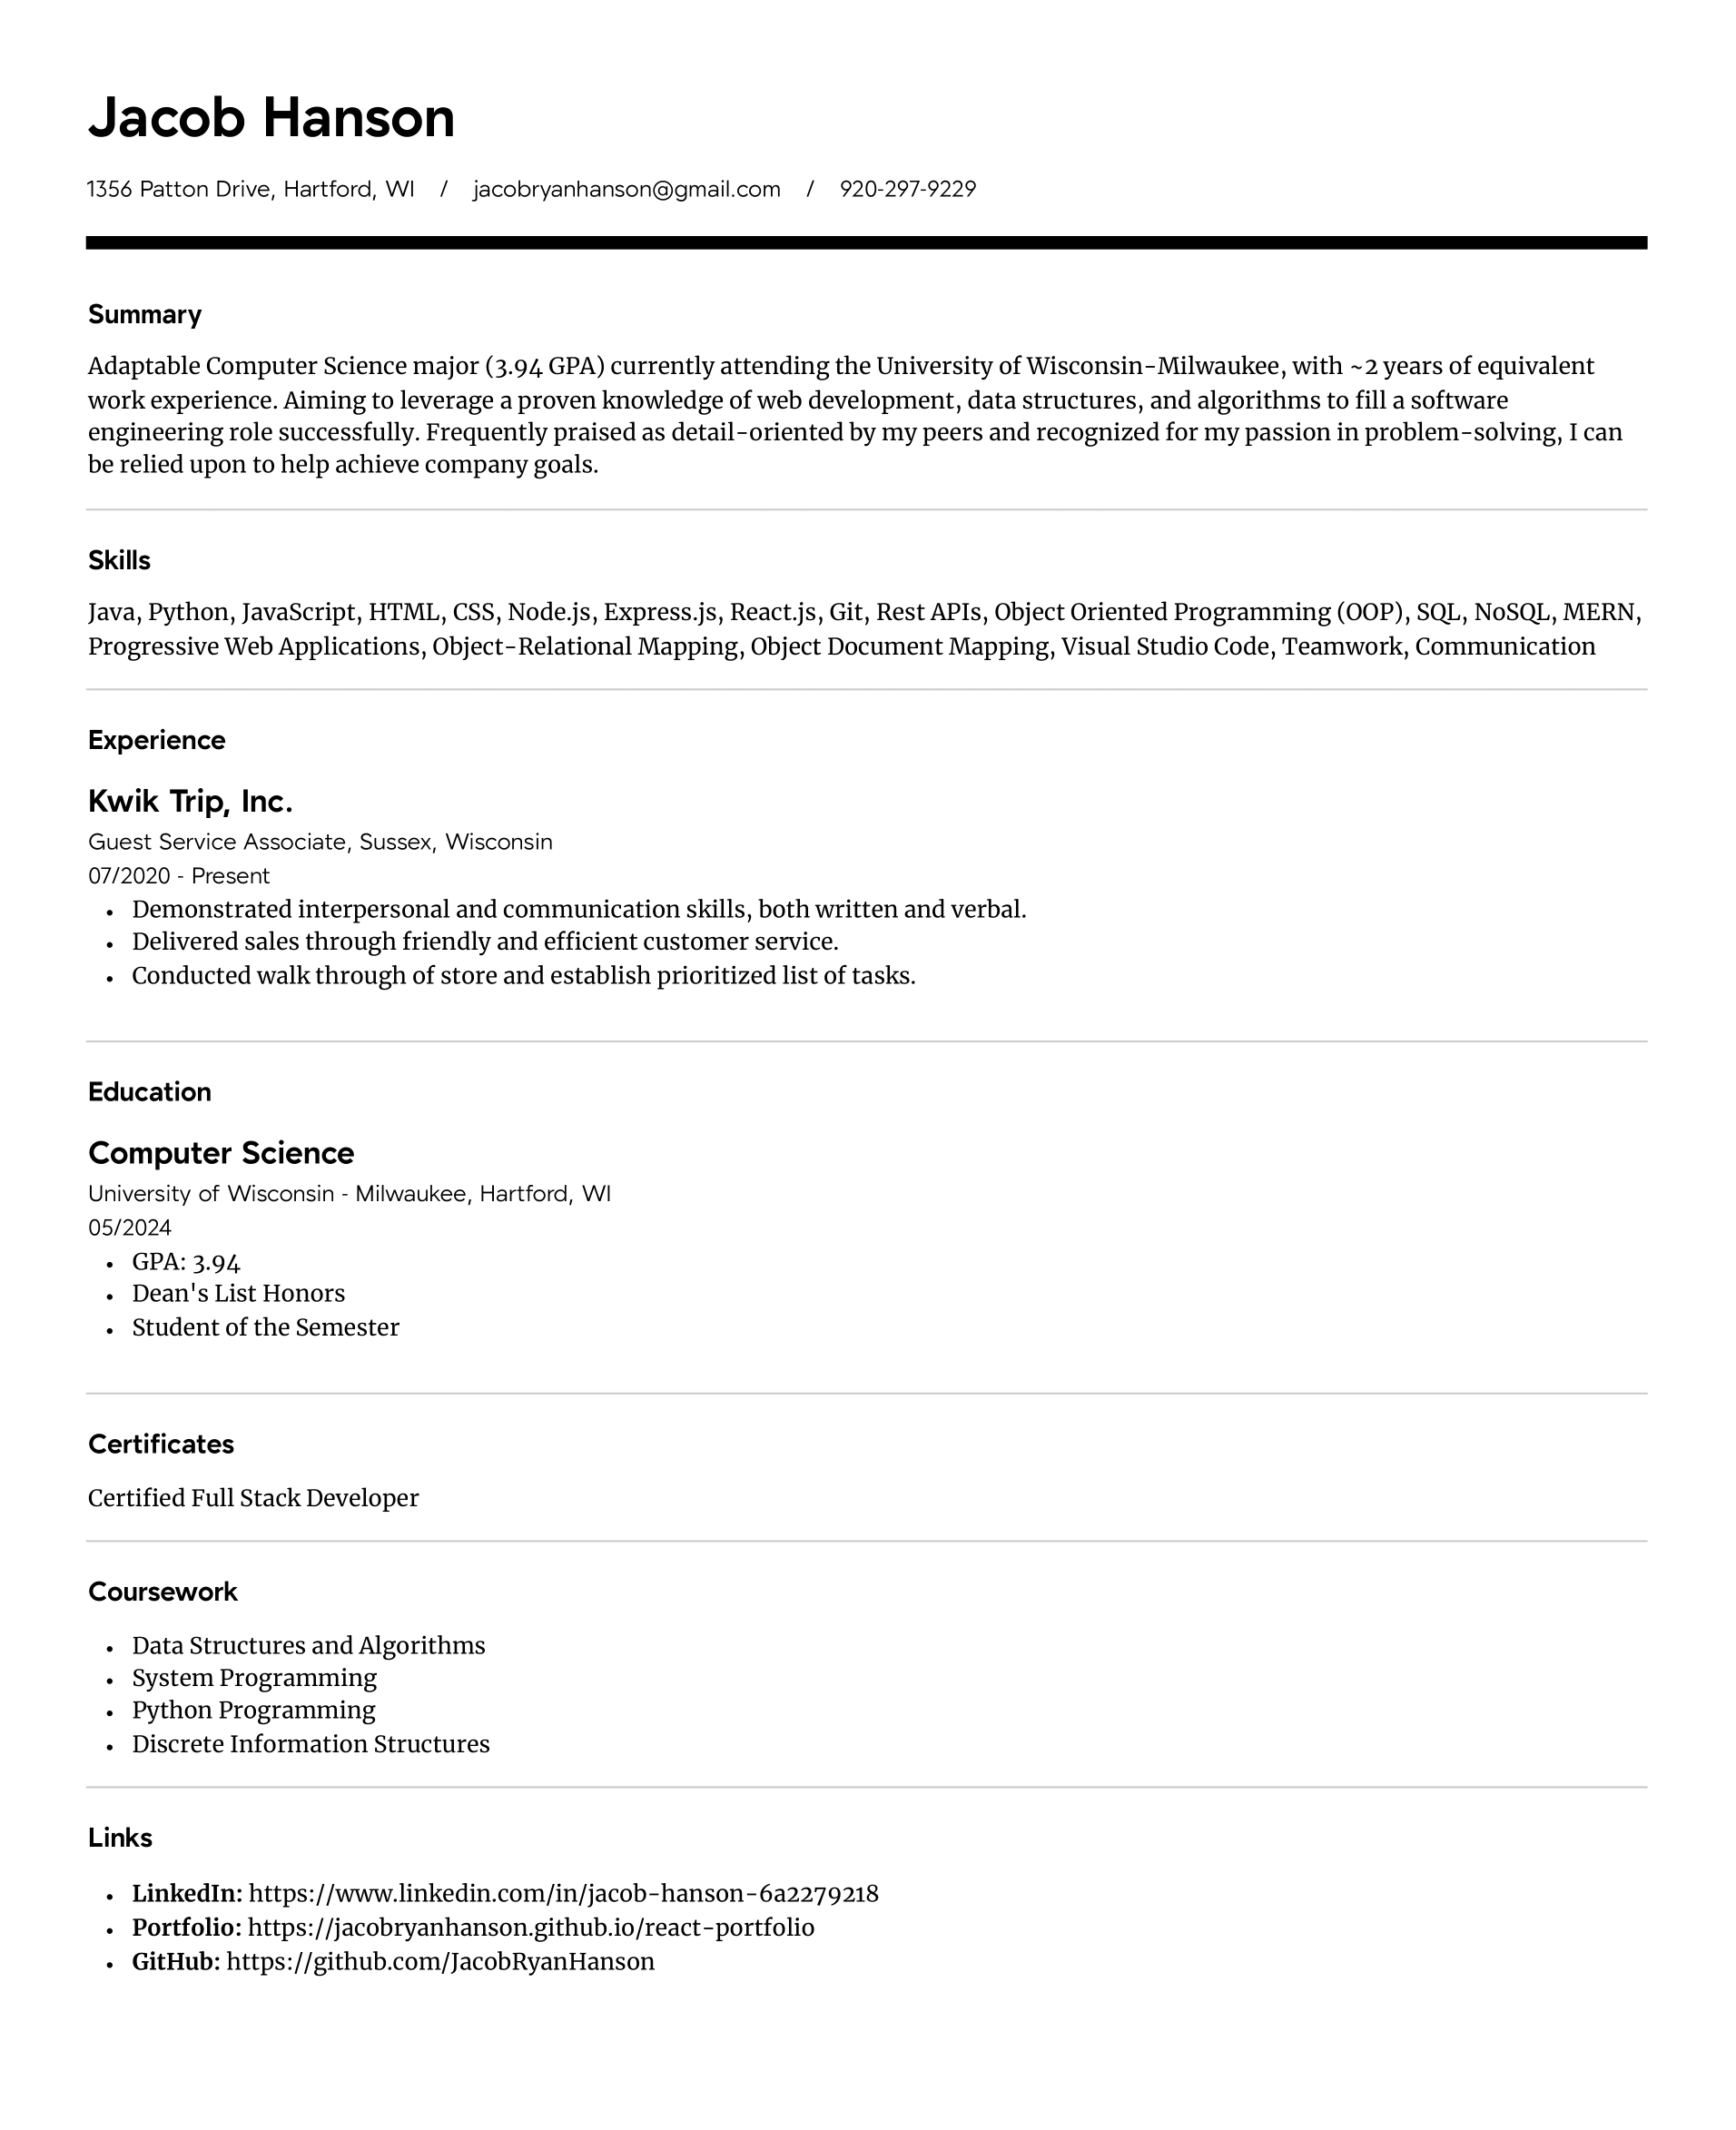 Jacob Hanson
1356 Patton Drive, Hartford, WI / jacobryanhanson@gmail.com / 920-297-9229
Summary
Adaptable Computer Science major (3.94 GPA) currently attending the University of Wisconsin-Milwaukee, with ~2 years of equivalent
work experience. Aiming to leverage a proven knowledge of web development, data structures, and algorithms to fill a software
engineering role successfully. Frequently praised as detail-oriented by my peers and recognized for my passion in problem-solving, I can
be relied upon to help achieve company goals.
Skills
Java, Python, JavaScript, HTML, CSS, Node.js, Express.js, React.js, Git, Rest APIs, Object Oriented Programming (OOP), SQL, NoSQL, MERN,
Progressive Web Applications, Object-Relational Mapping, Object Document Mapping, Visual Studio Code, Teamwork, Communication
Experience
Kwik Trip, Inc.
Guest Service Associate, Sussex, Wisconsin
07/2020 - Present
• Demonstrated interpersonal and communication skills, both written and verbal.
• Delivered sales through friendly and efficient customer service.
• Conducted walk through of store and establish prioritized list of tasks.
Education
Computer Science
University of Wisconsin - Milwaukee, Hartford, WI
05/2024
• GPA: 3.94
• Dean's List Honors
• Student of the Semester
Certificates
Certified Full Stack Developer
Coursework
• Data Structures and Algorithms
• System Programming
• Python Programming
• Discrete Information Structures
Links
• LinkedIn: https://www.linkedin.com/in/jacob-hanson-6a2279218
• Portfolio: https://jacobryanhanson.github.io/react-portfolio
• GitHub: https://github.com/JacobRyanHanson